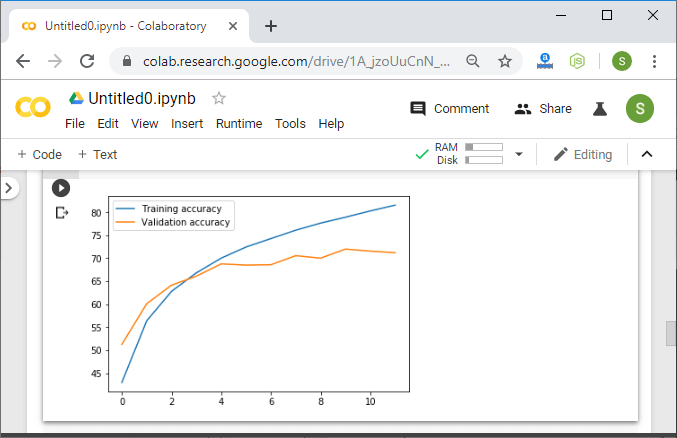 Untitled0.ipynb - Colaboratory
colab.research.google.com/drive/1A_jzoUuCnN_...
S
Untitled0.ipynb
Comment
Share
S
File Edit View Insert Runtime Tools Help
+ Code + Text
RAM
Disk
Editing
Training accuracy
Validation accuracy
80
75
70
65
60
55
50
45
0 2 4 6 8 10